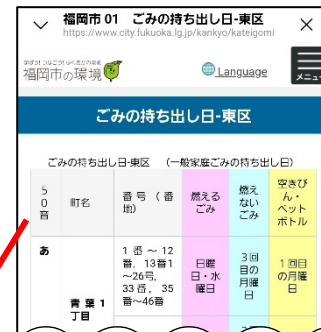 福岡市 01 ごみの持ち出し日-東区
https://www.city.fukuoka.lg.jp/kankyo/kateigomi
福岡市の環境
Language
メニュー
ごみの持ち出し日-東区
ごみの持ち出し日-東区 （一般家庭ごみの持ち出し日）
50音
町名
番号（番地）
燃えるごみ
燃えないごみ
空きびん・ペットボトル
あ
青葉1丁目
1番～12番、13番1～26号、33番，35番～46番
日曜日・水曜日
3回目の月曜日
1回目の月曜日